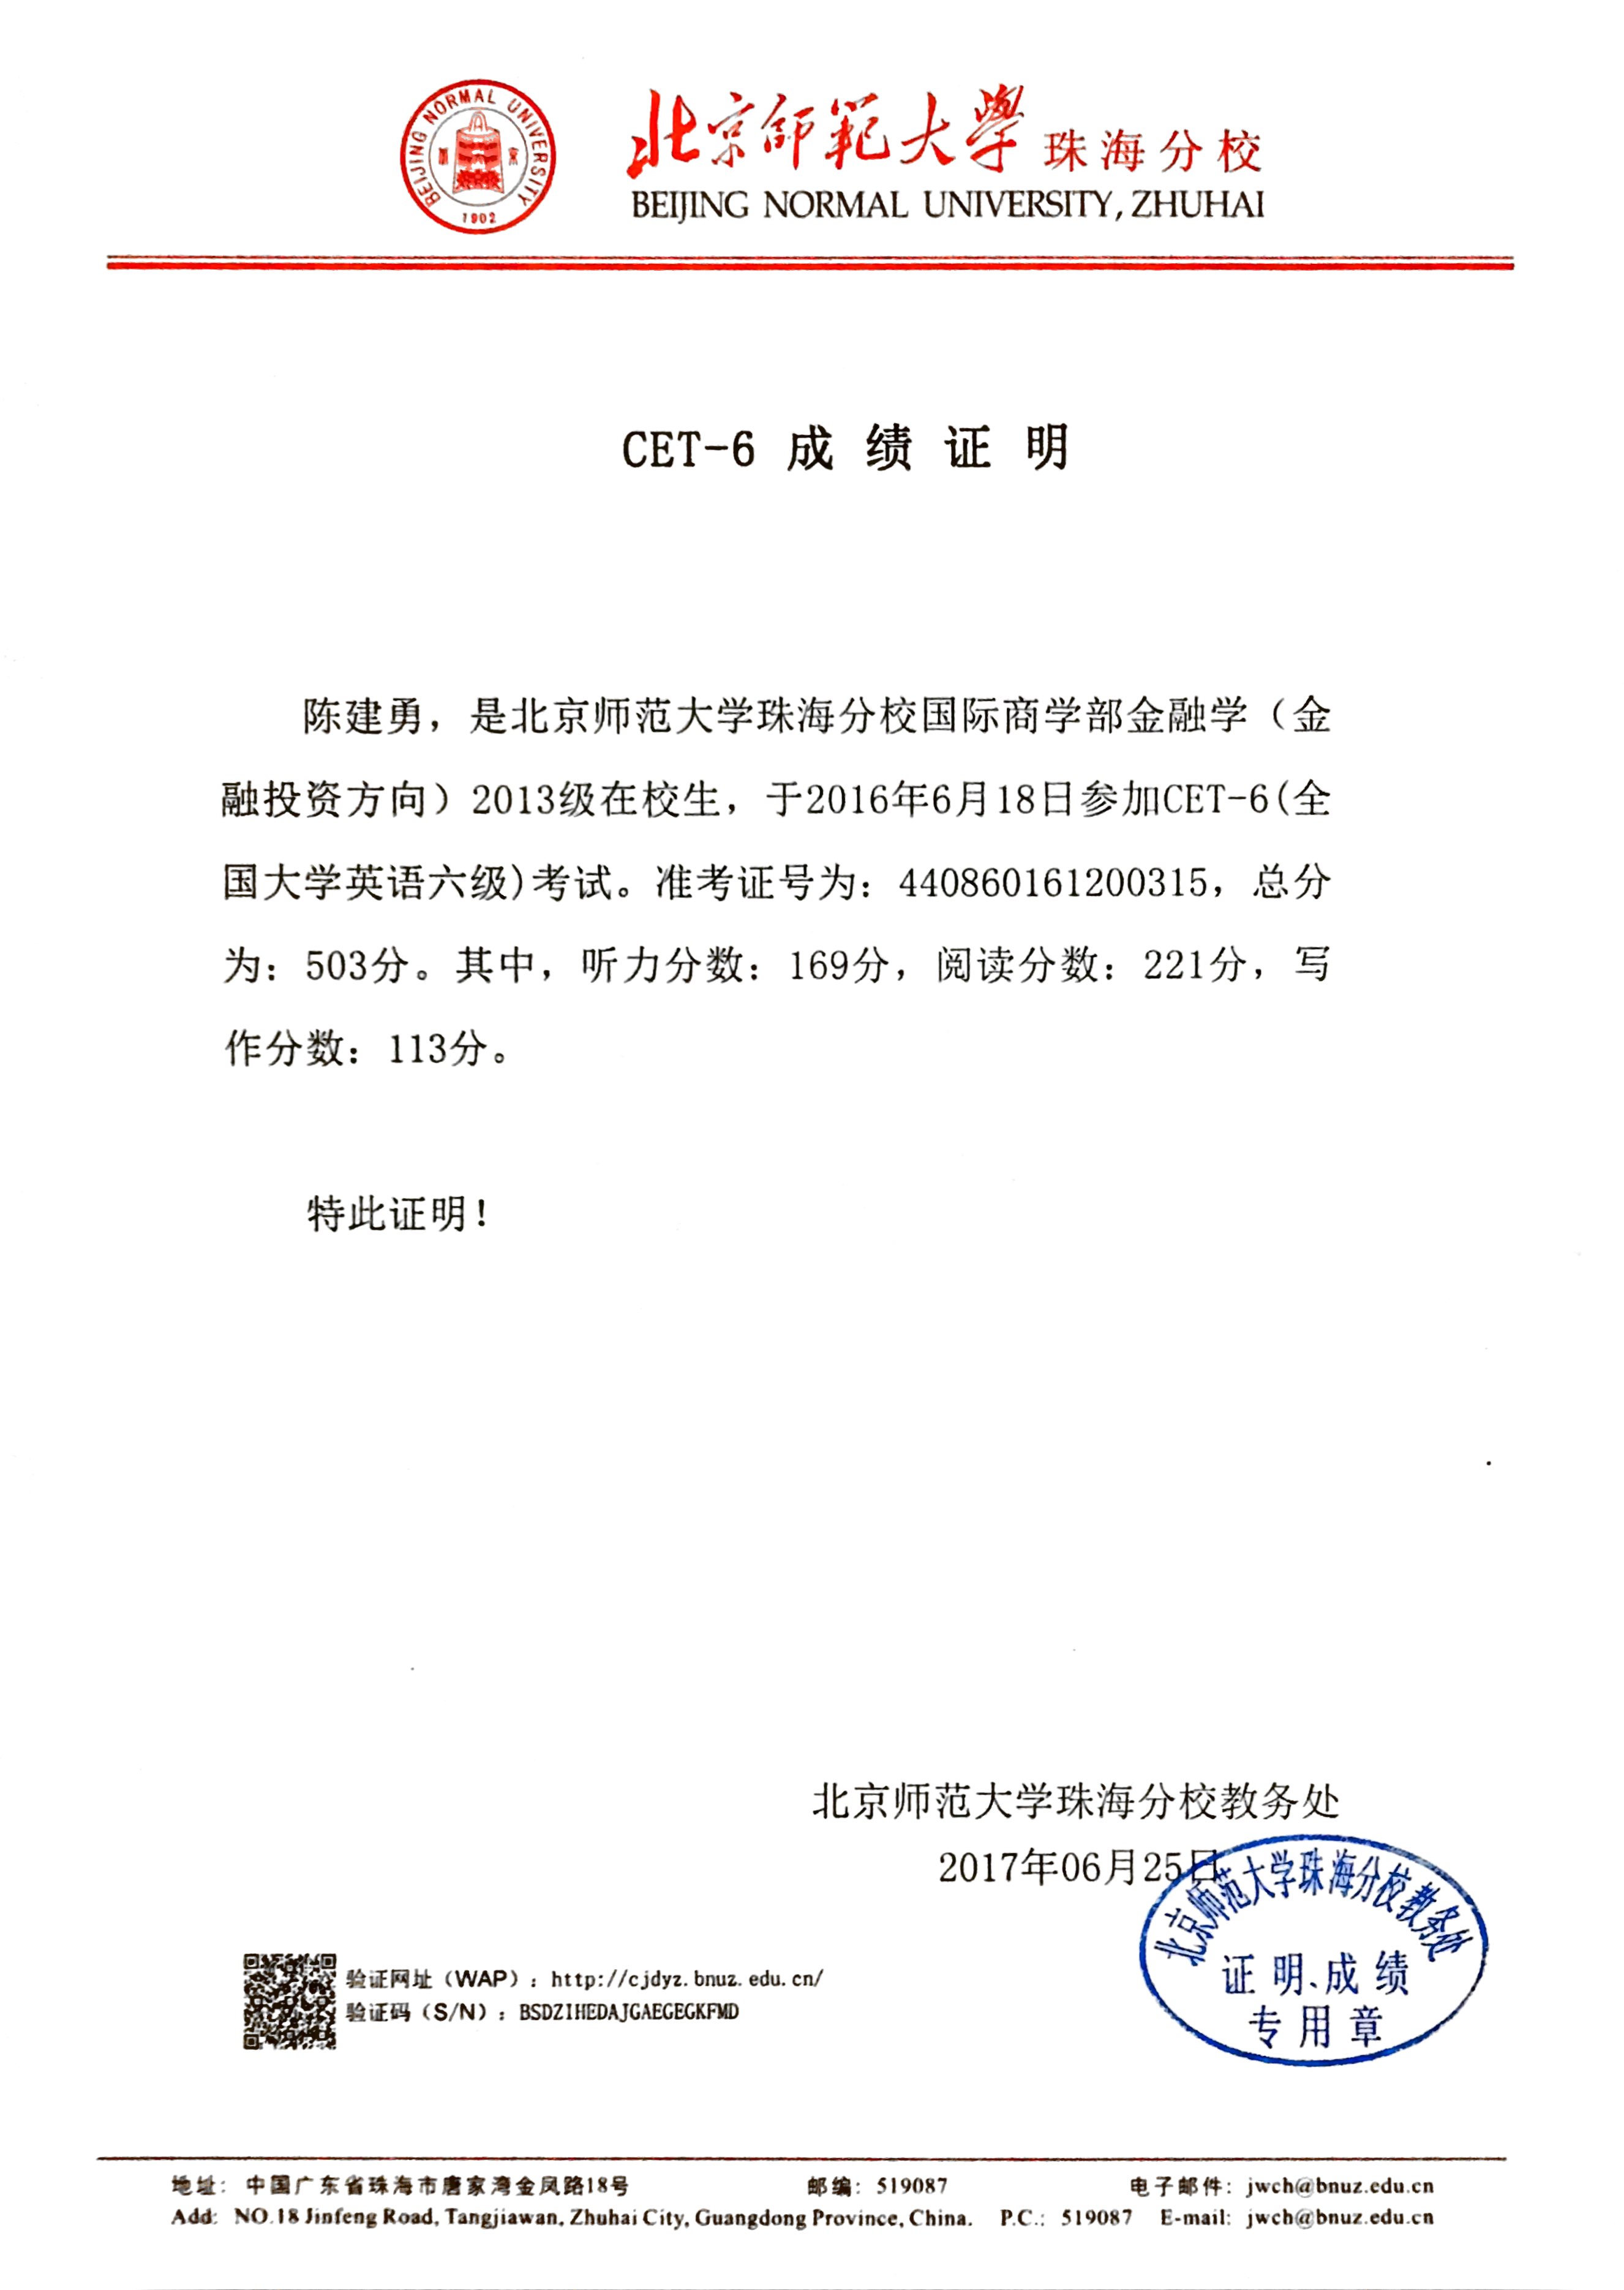 BEIJING NORMAL UNIVERSITY
1902
北京師範大學 珠海分校
BEIJING NORMAL UNIVERSITY, ZHUHAI
CET-6 成 绩 证 明
陈建勇，是北京师范大学珠海分校国际商学部金融学（金
融投资方向）2013级在校生，于2016年6月18日参加CET-6(全
国大学英语六级)考试。准考证号为：440860161200315，总分
为：503分。其中，听力分数：169分，阅读分数：221分，写
作分数：113分。
特此证明！
北京师范大学珠海分校教务处
2017年06月25日
北京师范大学珠海分校教务处
证 明、成 绩
专 用 章
验证网址（WAP）：http://cjdyz.bnuz.edu.cn/
验证码（S/N）：BSDZIHEDAJGAEGEGKFMD
地址：中国广东省珠海市唐家湾金凤路18号 邮编：519087 电子邮件：jwch@bnuz.edu.cn
Add: NO.18 Jinfeng Road, Tangjiawan, Zhuhai City, Guangdong Province, China. P.C.: 519087 E-mail: jwch@bnuz.edu.cn